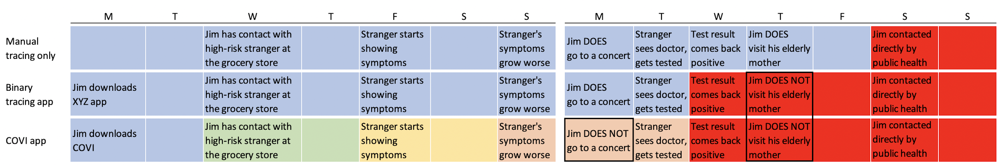 M T W T F S S M T W T F S S
Manual
tracing only
Jim has contact with
high-risk stranger at
the grocery store
Stranger starts
showing
symptoms
Stranger's
symptoms
grow worse
Jim DOES
go to a concert
Stranger
sees doctor,
gets tested
Test result
comes back
positive
Jim DOES
visit his elderly
mother
Jim contacted
directly by
public health
Binary
tracing app
Jim downloads
XYZ app
Jim has contact with
high-risk stranger at
the grocery store
Stranger starts
showing
symptoms
Stranger's
symptoms
grow worse
Jim DOES
go to a concert
Stranger
sees doctor,
gets tested
Test result
comes back
positive
Jim DOES NOT
visit his elderly
mother
Jim contacted
directly by
public health
COVI app
Jim downloads
COVI
Jim has contact with
high-risk stranger at
the grocery store
Stranger starts
showing
symptoms
Stranger's
symptoms
grow worse
Jim DOES NOT
go to a concert
Stranger
sees doctor,
gets tested
Test result
comes back
positive
Jim DOES NOT
visit his elderly
mother
Jim contacted
directly by
public health